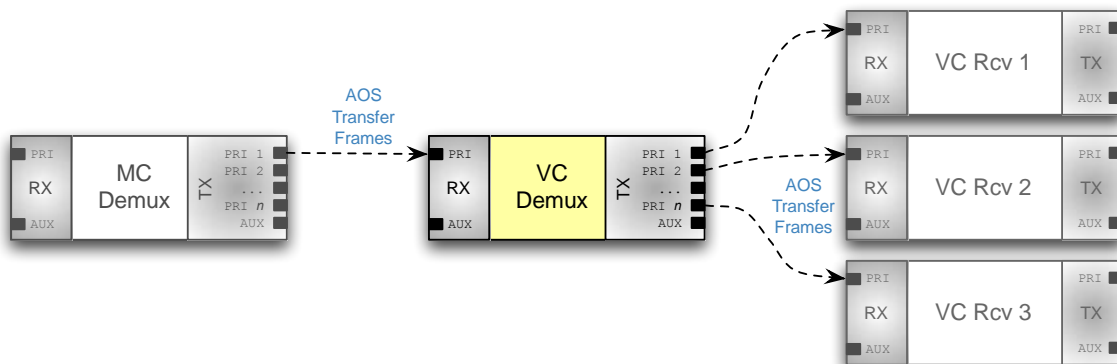 AOS
Transfer
Frames
PRI
RX
AUX
MC
Demux
TX
PRI 1
PRI 2
...
PRI n
AUX
PRI
RX
AUX
VC
Demux
TX
PRI 1
PRI 2
...
PRI n
AUX
AOS
Transfer
Frames
PRI
RX
AUX
VC Rcv 1
PRI
TX
AUX
PRI
RX
AUX
VC Rcv 2
PRI
TX
AUX
PRI
RX
AUX
VC Rcv 3
PRI
TX
AUX